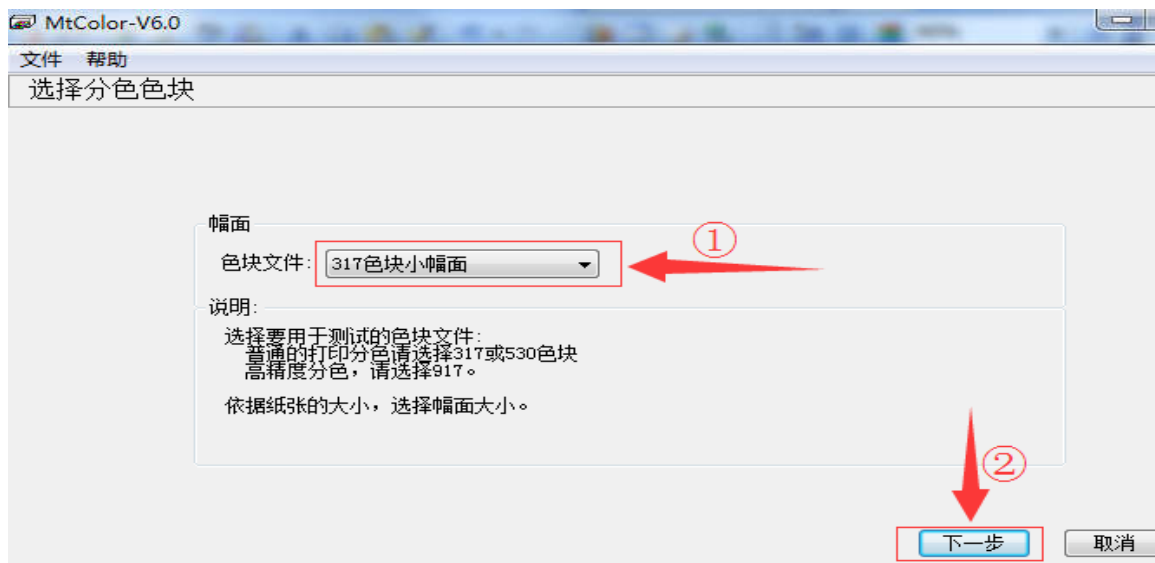 MtColor-V6.0
文件 帮助
选择分色色块
幅面
色块文件: 317色块小幅面
①
说明:
选择要用于测试的色块文件:
普通的打印分色请选择317或530色块
高精度分色，请选择917。
依据纸张的大小，选择幅面大小。
②
下一步 取消